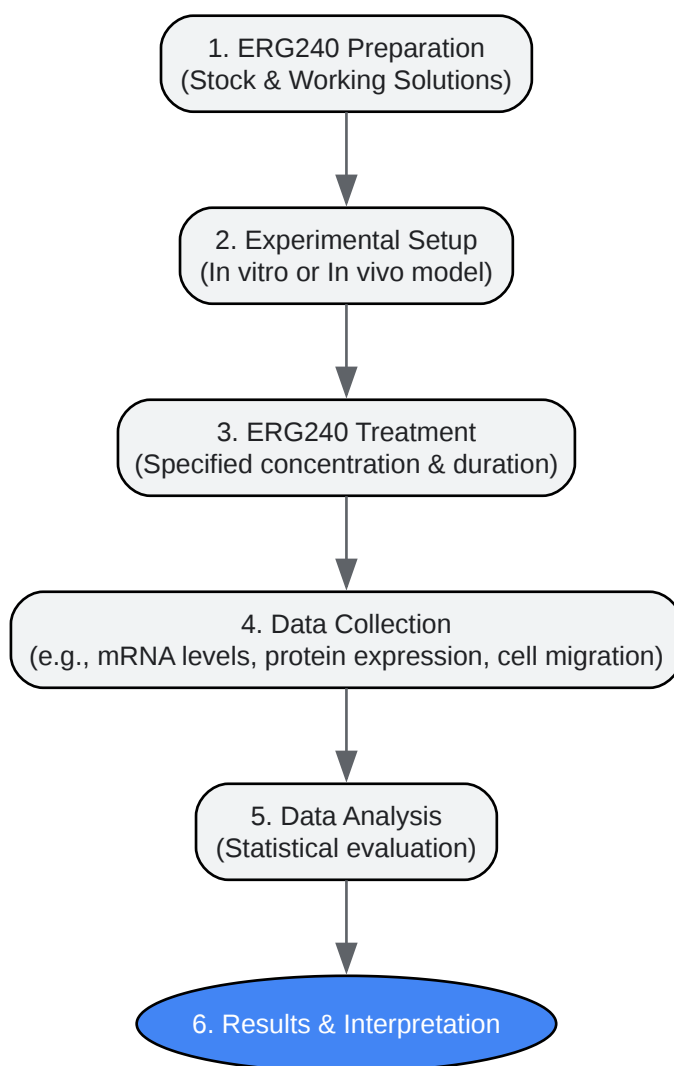 1. ERG240 Preparation
(Stock & Working Solutions)
2. Experimental Setup
(In vitro or In vivo model)
3. ERG240 Treatment
(Specified concentration & duration)
4. Data Collection
(e.g., mRNA levels, protein expression, cell migration)
5. Data Analysis
(Statistical evaluation)
6. Results & Interpretation